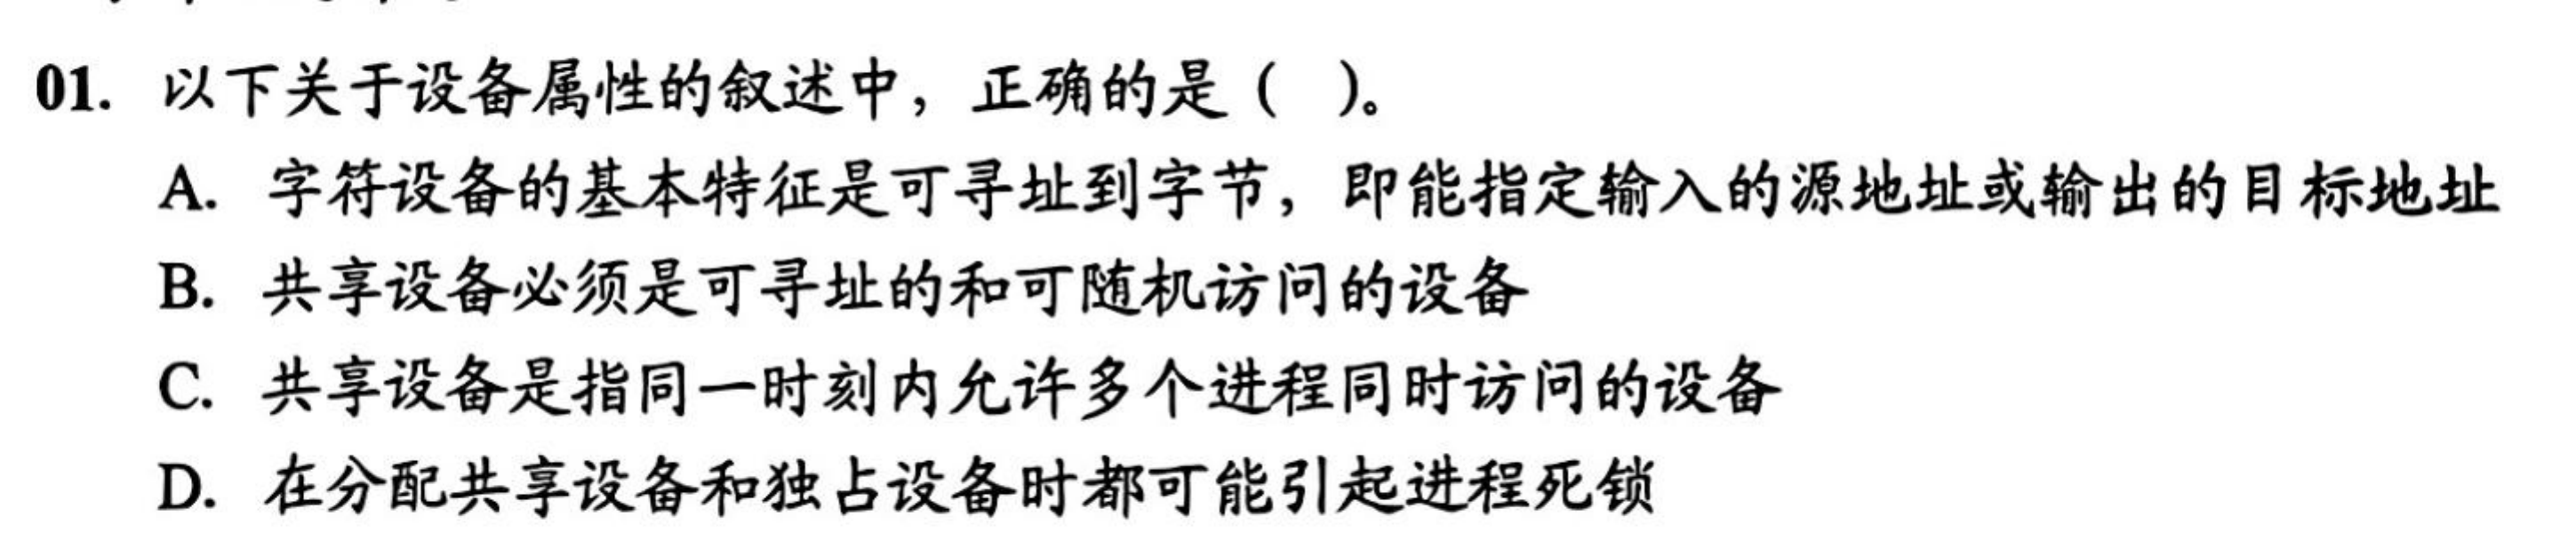 01. 以下关于设备属性的叙述中，正确的是（ ）。
A. 字符设备的基本特征是可寻址到字节，即能指定输入的源地址或输出的目标地址
B. 共享设备必须是可寻址的和可随机访问的设备
C. 共享设备是指同一时刻内允许多个进程同时访问的设备
D. 在分配共享设备和独占设备时都可能引起进程死锁